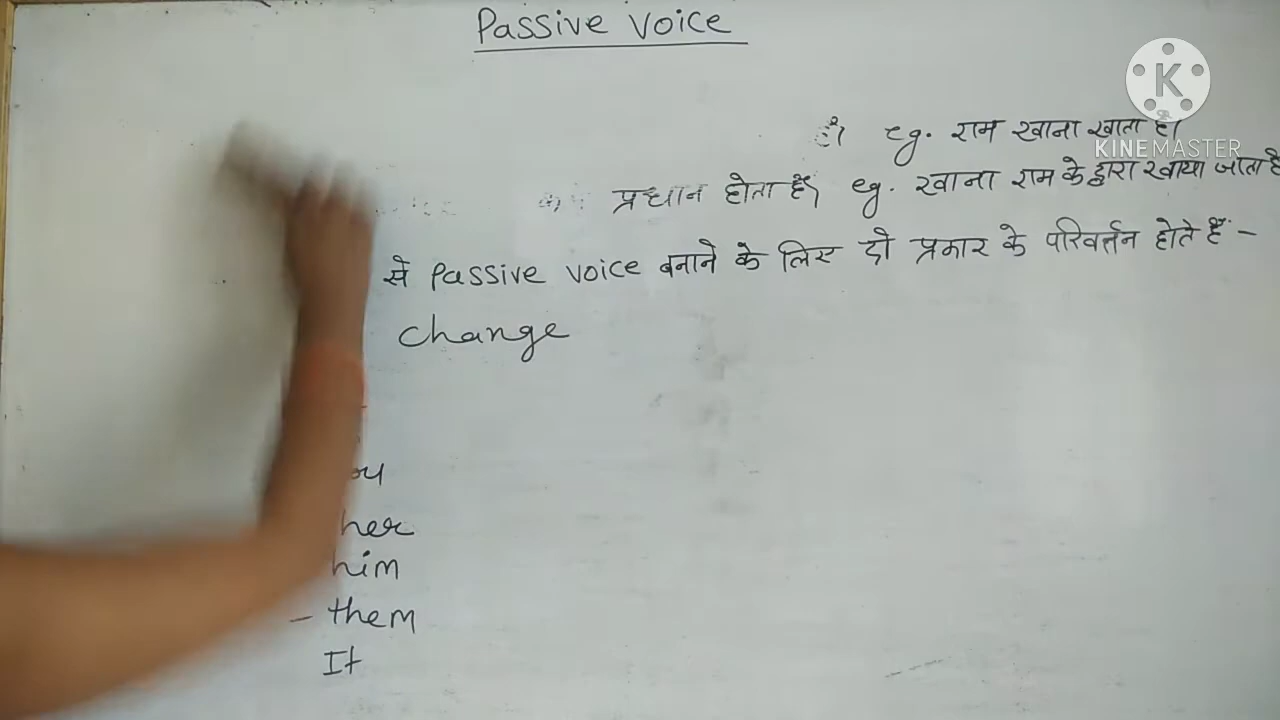 Passive Voice
K
eg. राम खाना खाता है।
KINEMASTER
प्रधान होता है। eg. खाना राम के द्वारा खाया जाता है
से Passive voice बनाने के लिए दो प्रकार के परिवर्तन होते हैं -
change
her
him
- them
It